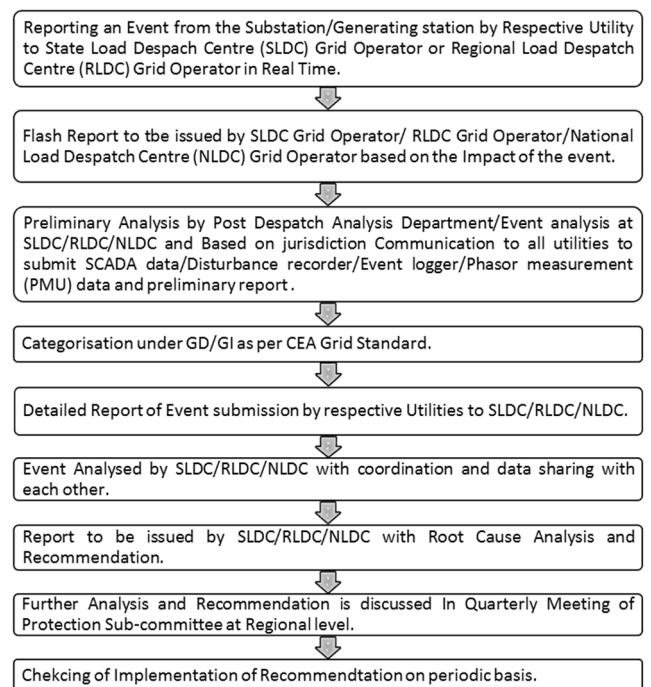 Reporting an Event from the Substation/Generating station by Respective Utility
to State Load Despach Centre (SLDC) Grid Operator or Regional Load Despatch
Centre (RLDC) Grid Operator in Real Time.
Flash Report to tbe issued by SLDC Grid Operator/ RLDC Grid Operator/National
Load Despatch Centre (NLDC) Grid Operator based on the Impact of the event.
Preliminary Analysis by Post Despatch Analysis Department/Event analysis at
SLDC/RLDC/NLDC and Based on jurisdiction Communication to all utilities to
submit SCADA data/Disturbance recorder/Event logger/Phasor measurement
(PMU) data and preliminary report .
Categorisation under GD/GI as per CEA Grid Standard.
Detailed Report of Event submission by respective Utilities to SLDC/RLDC/NLDC.
Event Analysed by SLDC/RLDC/NLDC with coordination and data sharing with
each other.
Report to be issued by SLDC/RLDC/NLDC with Root Cause Analysis and
Recommendation.
Further Analysis and Recommendation is discussed In Quarterly Meeting of
Protection Sub-committee at Regional level.
Chekcing of Implementation of Recommendtation on periodic basis.